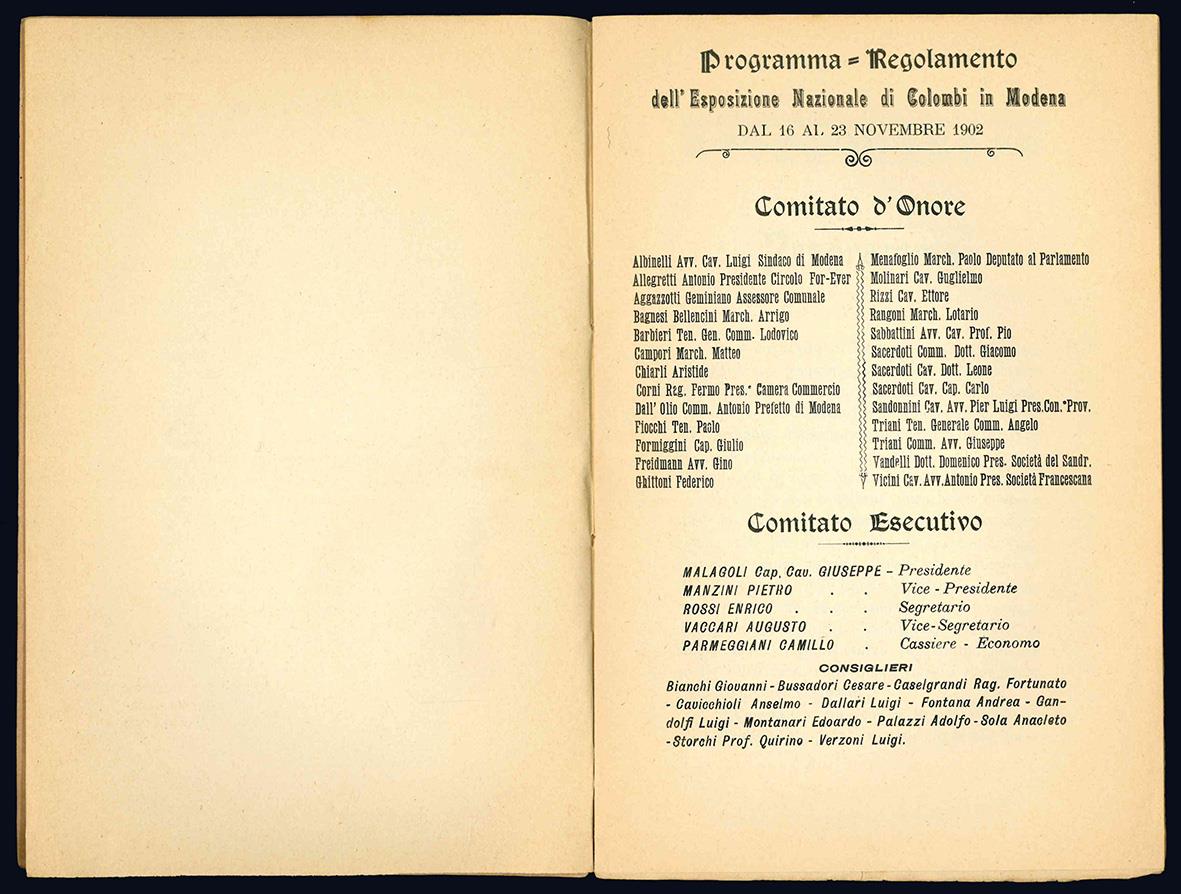 Programma = Regolamento
dell' Esposizione Nazionale di Colombi in Modena
DAL 16 AL 23 NOVEMBRE 1902
Comitato d'Onore
Albinelli Avv. Cav. Luigi Sindaco di Modena
Allegretti Antonio Presidente Circolo For-Ever
Aggazzotti Geminiano Assessore Comunale
Bagnesi Bellencini March. Arrigo
Barbieri Ten. Gen. Comm. Lodovico
Campori March. Matteo
Chiarli Aristide
Corni Rag. Fermo Pres.e Camera Commercio
Dall' Olio Comm. Antonio Prefetto di Modena
Fiocchi Ten. Paolo
Formiggini Cap. Giulio
Freidmann Avv. Gino
Ghittoni Federico
Menafoglio March. Paolo Deputato al Parlamento
Molinari Cav. Guglielmo
Rizzi Cav. Ettore
Rangoni March. Lotario
Sabbattini Avv. Cav. Prof. Pio
Sacerdoti Comm. Dott. Giacomo
Sacerdoti Cav. Dott. Leone
Sacerdoti Cav. Cap. Carlo
Sandonnini Cav. Avv. Pier Luigi Pres.Con.e Prov.
Triani Ten. Generale Comm. Angelo
Triani Comm. Avv. Giuseppe
Vandelli Dott. Domenico Pres. Società del Sandr.
Vicini Cav. Avv. Antonio Pres. Società Francescana
Comitato Esecutivo
MALAGOLI Cap. Cav. GIUSEPPE - Presidente
MANZINI PIETRO . . Vice - Presidente
ROSSI ENRICO . . . Segretario
VACCARI AUGUSTO . . Vice-Segretario
PARMEGGIANI CAMILLO . Cassiere - Economo
CONSIGLIERI
Bianchi Giovanni - Bussadori Cesare - Caselgrandi Rag. Fortunato
- Cavicchioli Anselmo - Dallari Luigi - Fontana Andrea - Gan-
dolfi Luigi - Montanari Edoardo - Palazzi Adolfo - Sola Anacleto
- Storchi Prof. Quirino - Verzoni Luigi.